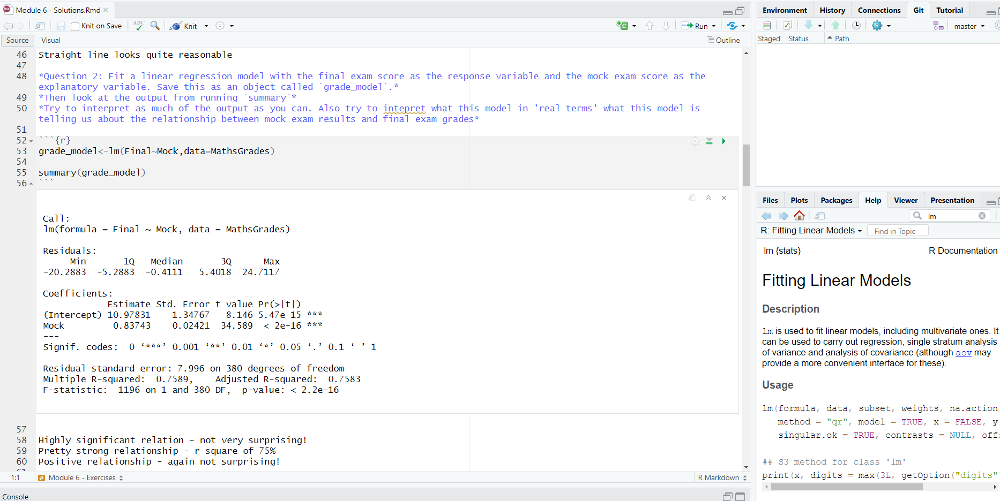 Module 6 - Solutions.Rmd
Knit on Save
ABC
Knit
Run
Source
Visual
Outline
46 Straight line looks quite reasonable
47
48 *Question 2: Fit a linear regression model with the final exam score as the response variable and the mock exam score as the
explanatory variable. Save this as an object called `grade_model`.*
49 *Then look at the output from running `summary`*
50 *Try to interpret as much of the output as you can. Also try to intepret what this model in 'real terms' what this model is
telling us about the relationship between mock exam results and final exam grades*
51
52 ```{r}
53 grade_model<-lm(Final~Mock,data=MathsGrades)
54
55 summary(grade_model)
56 ```
Call:
lm(formula = Final ~ Mock, data = MathsGrades)
Residuals:
Min 1Q Median 3Q Max
-20.2883 -5.2883 -0.4111 5.4018 24.7117
Coefficients:
Estimate Std. Error t value Pr(>|t|)
(Intercept) 10.97831 1.34767 8.146 5.47e-15 ***
Mock 0.83743 0.02421 34.589 < 2e-16 ***
---
Signif. codes: 0 ‘***’ 0.001 ‘**’ 0.01 ‘*’ 0.05 ‘.’ 0.1 ‘ ’ 1
Residual standard error: 7.996 on 380 degrees of freedom
Multiple R-squared: 0.7589, Adjusted R-squared: 0.7583
F-statistic: 1196 on 1 and 380 DF, p-value: < 2.2e-16
57
58 Highly significant relation - not very surprising!
59 Pretty strong relationship - r square of 75%
60 Positive relationship - again not surprising!
1:1
# Module 6 - Exercises
R Markdown
Console
Environment History Connections Git Tutorial
master
Staged Status Path
Files Plots Packages Help Viewer Presentation
lm
R: Fitting Linear Models
Find in Topic
lm {stats} R Documentation
Fitting Linear Models
Description
lm is used to fit linear models, including multivariate ones. It
can be used to carry out regression, single stratum analysis
of variance and analysis of covariance (although aov may
provide a more convenient interface for these).
Usage
lm(formula, data, subset, weights, na.action,
method = "qr", model = TRUE, x = FALSE, y
singular.ok = TRUE, contrasts = NULL, off
## S3 method for class 'lm'
print(x, digits = max(3L, getOption("digits"